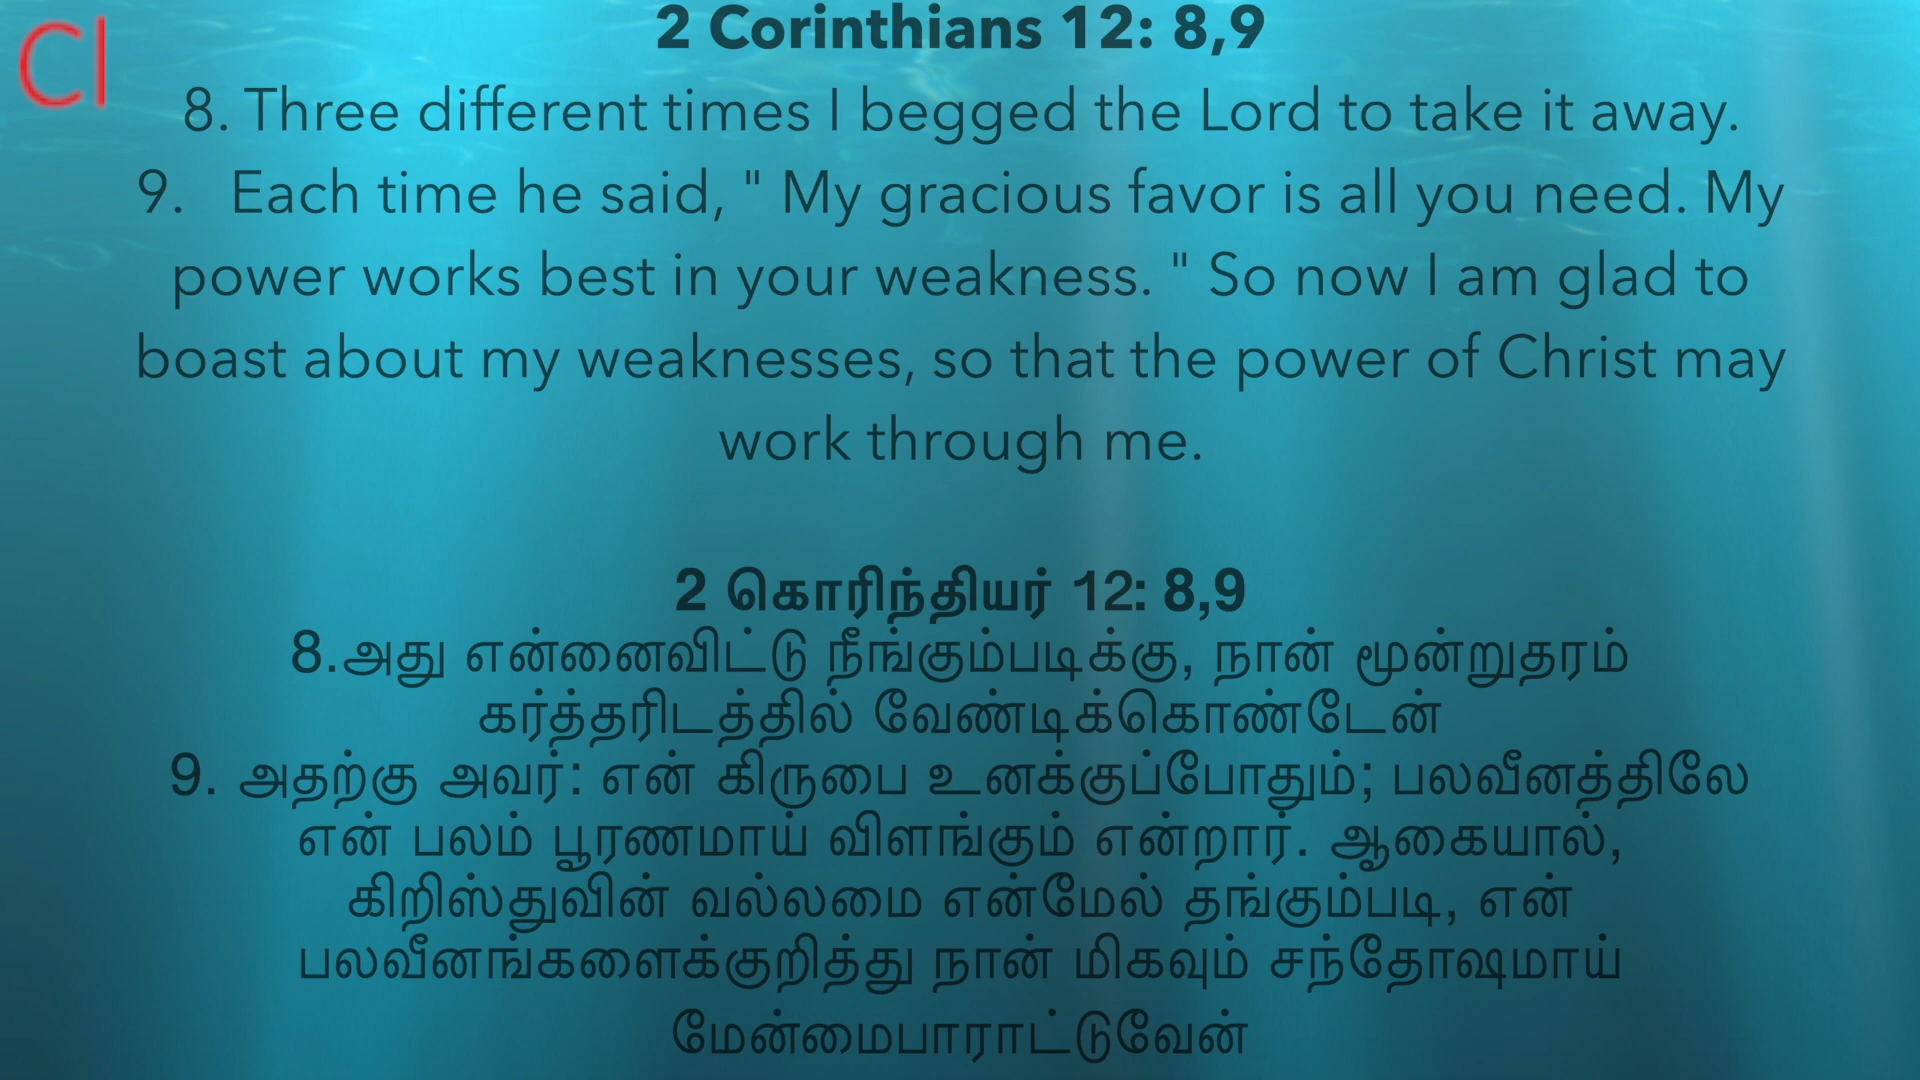 CI
2 Corinthians 12: 8,9
8. Three different times I begged the Lord to take it away.
9. Each time he said, " My gracious favor is all you need. My
power works best in your weakness. " So now I am glad to
boast about my weaknesses, so that the power of Christ may
work through me.
2 கொரிந்தியர் 12: 8,9
8.அது என்னைவிட்டு நீங்கும்படிக்கு, நான் மூன்றுதரம்
கர்த்தரிடத்தில் வேண்டிக்கொண்டேன்
9. அதற்கு அவர்: என் கிருபை உனக்குப்போதும்; பலவீனத்திலே
என் பலம் பூரணமாய் விளங்கும் என்றார். ஆகையால்,
கிறிஸ்துவின் வல்லமை என்மேல் தங்கும்படி, என்
பலவீனங்களைக்குறித்து நான் மிகவும் சந்தோஷமாய்
மேன்மைபாராட்டுவேன்